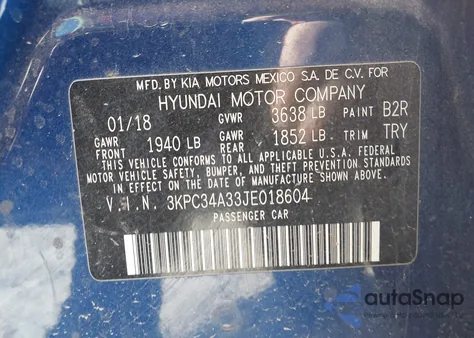 MFD. BY KIA MOTORS MEXICO S.A. DE C.V. FOR
HYUNDAI MOTOR COMPANY
01/18 GVWR 3638 LB PAINT B2R
GAWR FRONT 1940 LB GAWR REAR 1852 LB TRIM TRY
THIS VEHICLE CONFORMS TO ALL APPLICABLE U.S.A. FEDERAL
MOTOR VEHICLE SAFETY, BUMPER, AND THEFT PREVENTION STANDARDS
IN EFFECT ON THE DATE OF MANUFACTURE SHOWN ABOVE.
V.I.N. 3KPC34A33JE018604
PASSENGER CAR
autoSnap